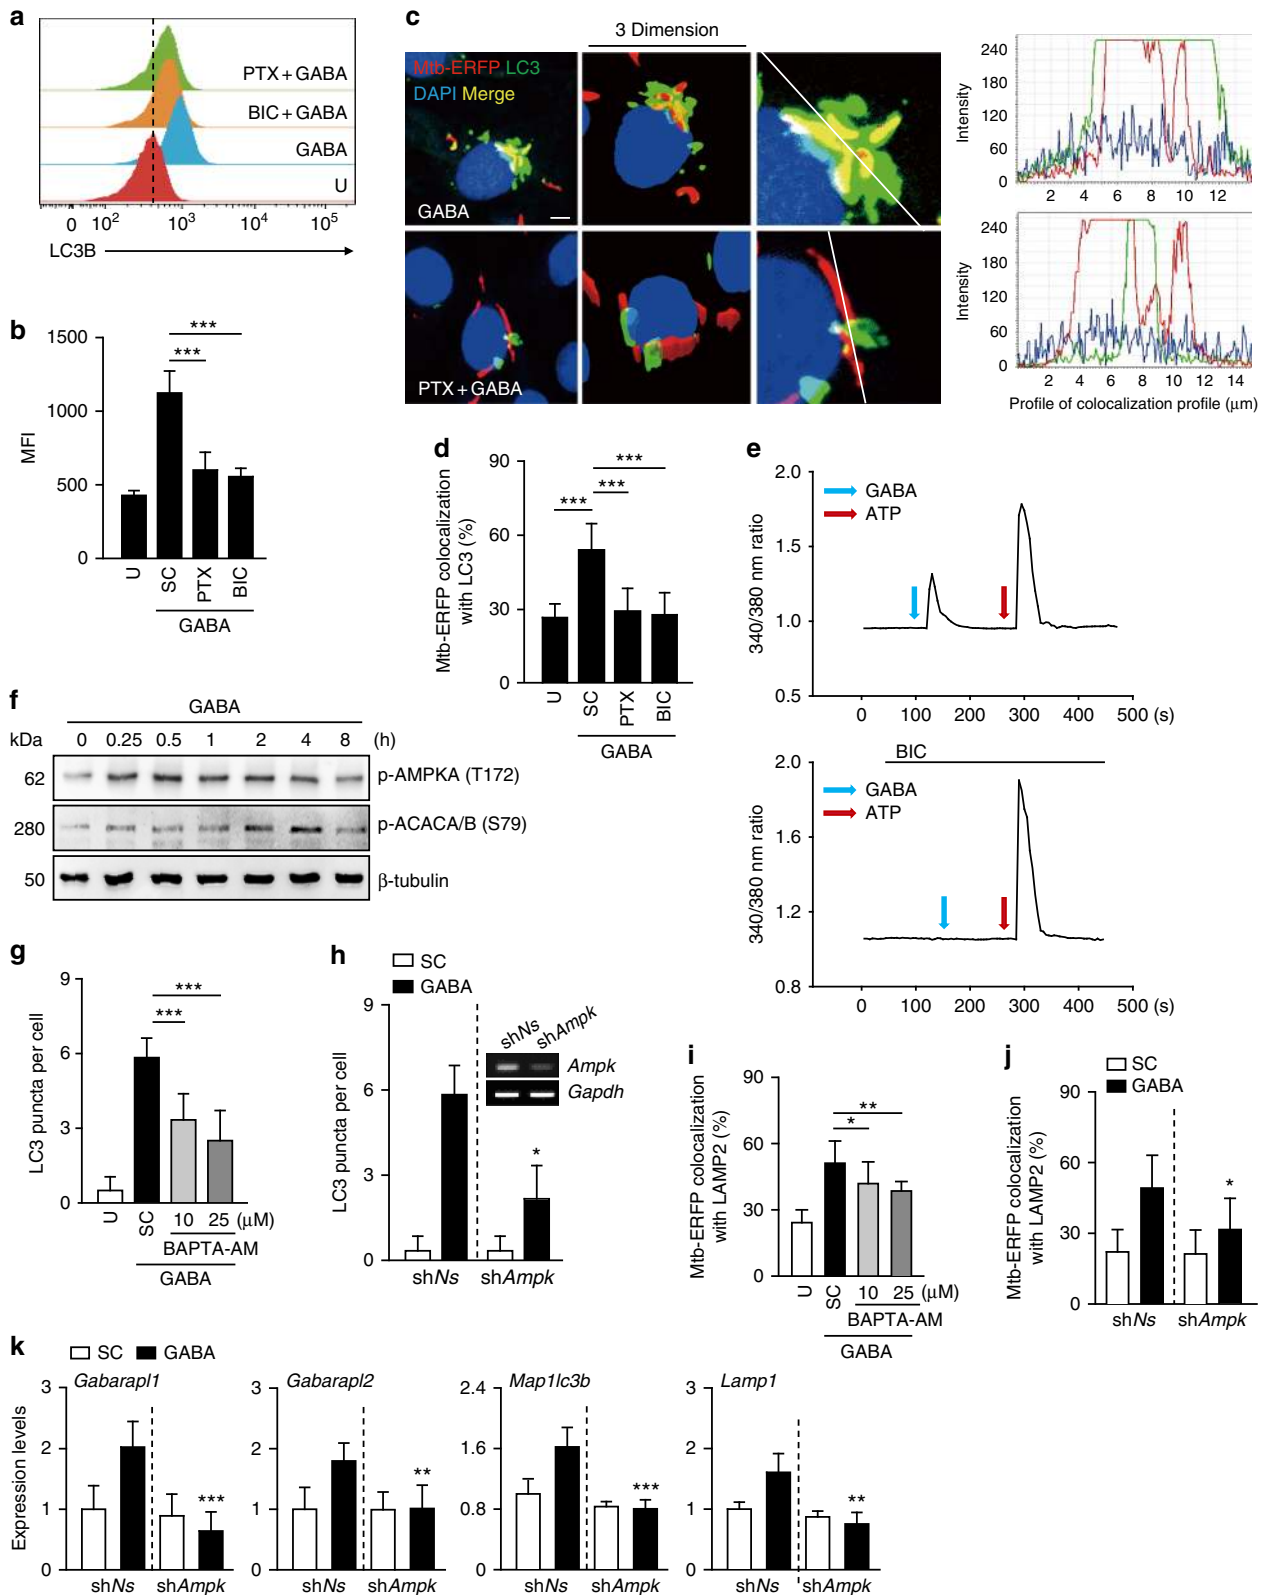 a
PTX + GABA
BIC + GABA
GABA
U
0 10² 10³ 10⁴ 10⁵
LC3B
b
MFI
1500
1000
500
0
***
***
U SC PTX BIC
GABA
c
3 Dimension
Mtb-ERFP LC3
DAPI Merge
GABA
PTX + GABA
Intensity
240
180
120
60
0
2 4 6 8 10 12
Intensity
240
180
120
60
0
2 4 6 8 10 12 14
Profile of colocalization profile (μm)
d
Mtb-ERFP colocalization
with LC3 (%)
90
60
30
0
***
***
***
U SC PTX BIC
GABA
e
340/380 nm ratio
2.0
1.5
1.0
0.5
GABA
ATP
0 100 200 300 400 500 (s)
BIC
340/380 nm ratio
2.0
1.6
1.2
0.8
GABA
ATP
0 100 200 300 400 500 (s)
f
GABA
kDa 0 0.25 0.5 1 2 4 8 (h)
62 p-AMPKA (T172)
280 p-ACACA/B (S79)
50 β-tubulin
g
LC3 puncta per cell
9
6
3
0
***
***
U SC 10 25 (μM)
BAPTA-AM
GABA
h
SC
GABA
LC3 puncta per cell
9
6
3
0
shNs shAmpk
Ampk
Gapdh
*
shNs shAmpk
i
Mtb-ERFP colocalization
with LAMP2 (%)
90
60
30
0
**
*
U SC 10 25 (μM)
BAPTA-AM
GABA
j
SC
GABA
Mtb-ERFP colocalization
with LAMP2 (%)
90
60
30
0
*
shNs shAmpk
k
SC GABA
Expression levels
Gabarapl1
3
2
1
0
***
shNs shAmpk
Gabarapl2
3
2
1
0
**
shNs shAmpk
Map1lc3b
2.4
1.6
0.8
0
***
shNs shAmpk
Lamp1
3
2
1
0
**
shNs shAmpk